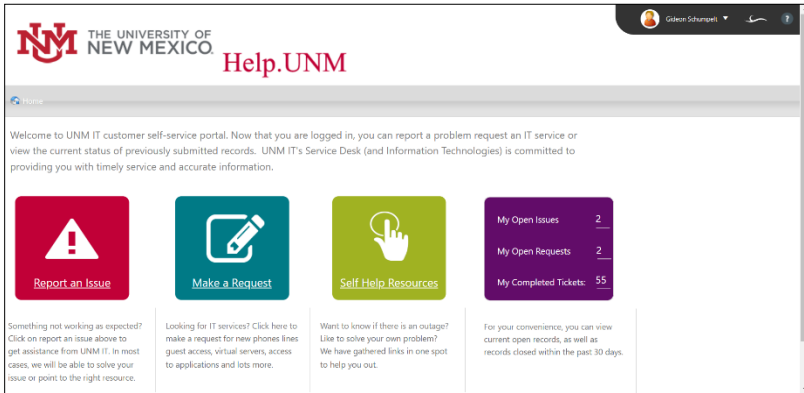 THE UNIVERSITY OF
NEW MEXICO.
Help.UNM
Gideon Schumpelt
?
Home
Welcome to UNM IT customer self-service portal. Now that you are logged in, you can report a problem request an IT service or
view the current status of previously submitted records.  UNM IT's Service Desk (and Information Technologies) is committed to
providing you with timely service and accurate information.
Report an Issue
Make a Request
Self Help Resources
My Open Issues 2
My Open Requests 2
My Completed Tickets: 55
Something not working as expected?
Click on report an issue above to
get assistance from UNM IT. In most
cases, we will be able to solve your
issue or point to the right resource.
Looking for IT services? Click here to
make a request for new phones lines
guest access, virtual servers, access
to applications and lots more.
Want to know if there is an outage?
Like to solve your own problem?
We have gathered links in one spot
to help you out.
For your convenience, you can view
current open records, as well as
records closed within the past 30 days.